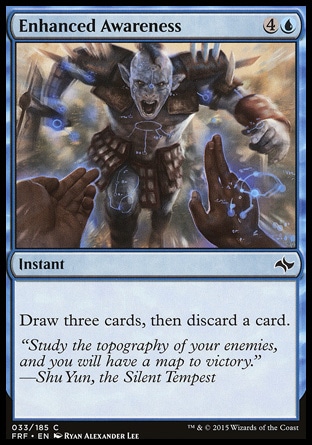 Enhanced Awareness 4
Instant
Draw three cards, then discard a card.
“Study the topography of your enemies,
and you will have a map to victory.”
—Shu Yun, the Silent Tempest
033/185 C
FRF • EN Ryan Alexander Lee
™ & © 2015 Wizards of the Coast